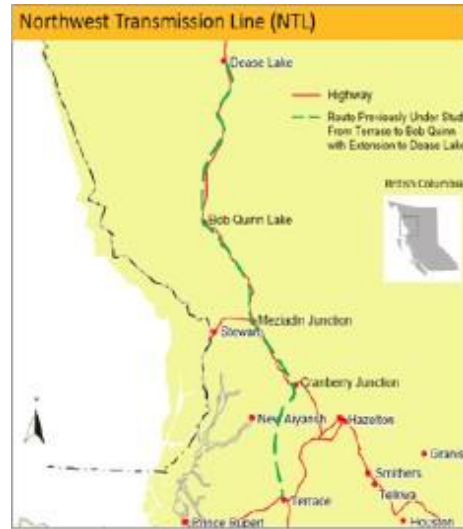 Northwest Transmission Line (NTL)
Dease Lake
Highway
Route Previously Under Stud
From Terrace to Bob Quinn
with Extension to Dease Lake
British Columbia
Bob Quinn Lake
Meziadin Junction
Stewart
Cranberry Junction
New Aiyansh
Hazelton
Granis
Smithers
Telkwa
Terrace
Prince Rupert
Houston